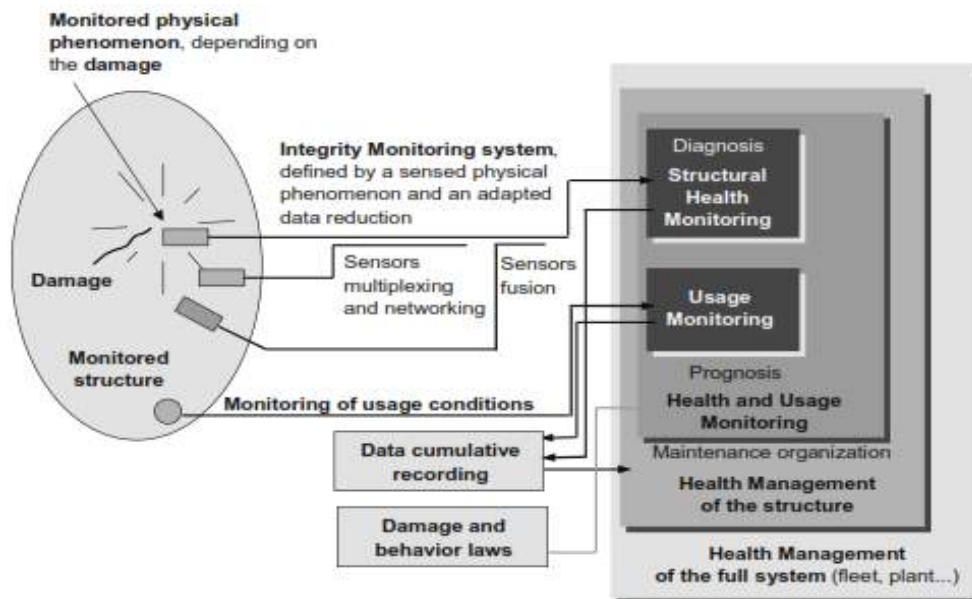 Monitored physical
phenomenon, depending on
the damage
Integrity Monitoring system,
defined by a sensed physical
phenomenon and an adapted
data reduction
Damage
Sensors
multiplexing
and networking
Sensors
fusion
Monitored
structure
Monitoring of usage conditions
Data cumulative
recording
Damage and
behavior laws
Diagnosis
Structural
Health
Monitoring
Usage
Monitoring
Prognosis
Health and Usage
Monitoring
Maintenance organization
Health Management
of the structure
Health Management
of the full system (fleet, plant...)